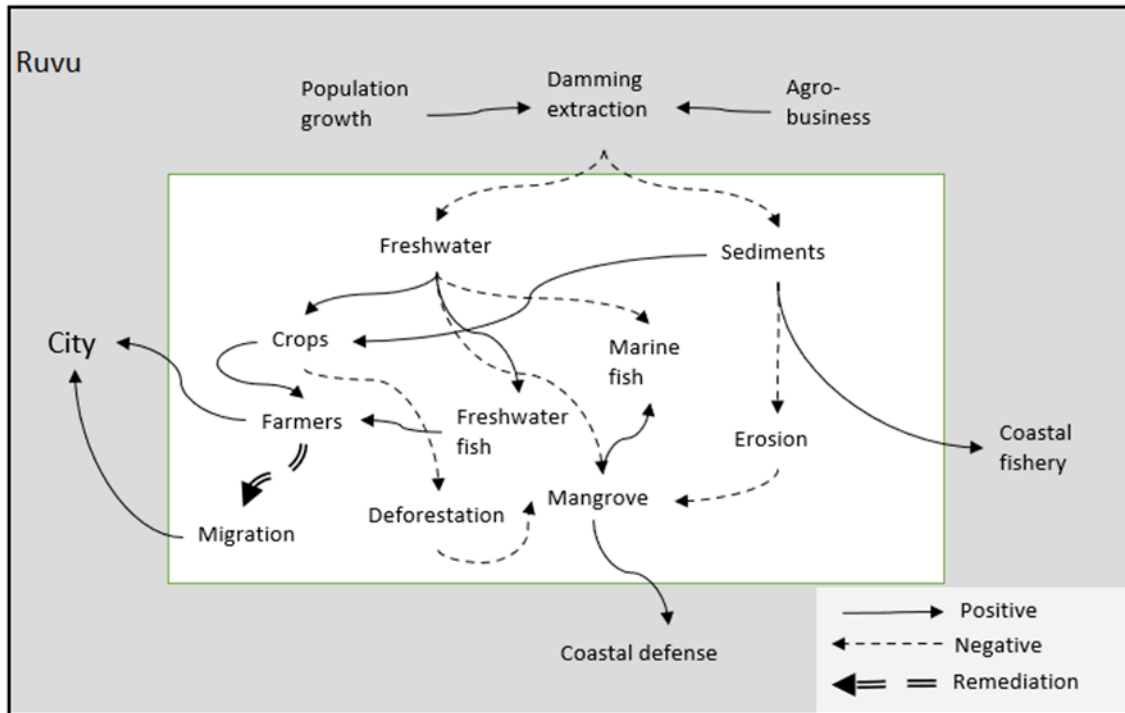 Ruvu
Population
growth
Damming
extraction
Agro-
business
Freshwater
Sediments
City
Crops
Marine
fish
Farmers
Freshwater
fish
Erosion
Coastal
fishery
Migration
Deforestation
Mangrove
Coastal defense
Positive
Negative
Remediation